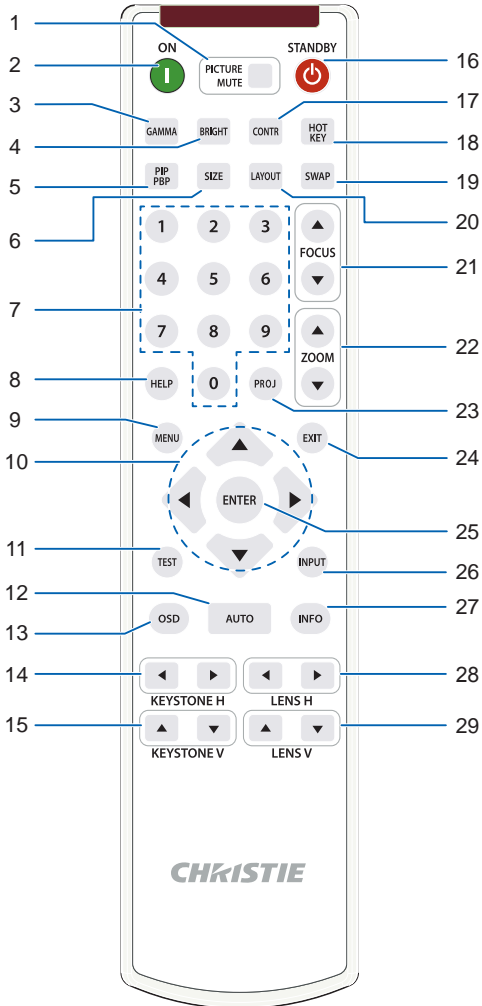 1
ON
STANDBY
2
PICTURE
MUTE
16
3
17
GAMMA
BRIGHT
CONTR
HOT
KEY
4
18
5
PIP
PBP
SIZE
LAYOUT
SWAP
19
6
20
1
2
3
FOCUS
21
4
5
6
7
7
8
9
ZOOM
22
8
HELP
0
PROJ
23
9
MENU
EXIT
24
10
ENTER
25
11
TEST
INPUT
26
12
27
13
OSD
AUTO
INFO
14
28
KEYSTONE H
LENS H
15
29
KEYSTONE V
LENS V
CHRISTIE